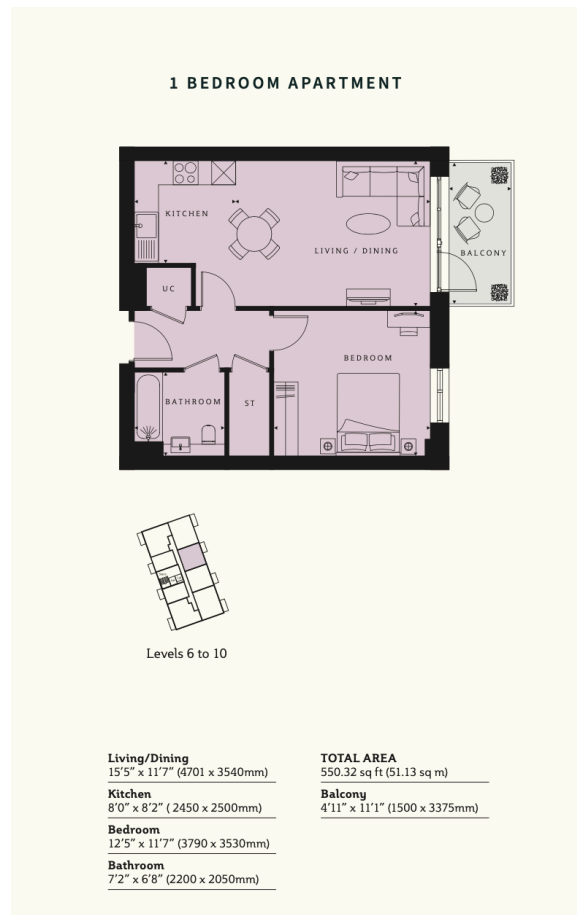 1 BEDROOM APARTMENT
KITCHEN
LIVING / DINING
BALCONY
UC
BEDROOM
BATHROOM
ST
Levels 6 to 10
Living/Dining
15′5″ x 11′7″ (4701 x 3540mm)
Kitchen
8′0″ x 8′2″ ( 2450 x 2500mm)
Bedroom
12′5″ x 11′7″ (3790 x 3530mm)
Bathroom
7′2″ x 6′8″ (2200 x 2050mm)
TOTAL AREA
550.32 sq ft (51.13 sq m)
Balcony
4′11″ x 11′1″ (1500 x 3375mm)